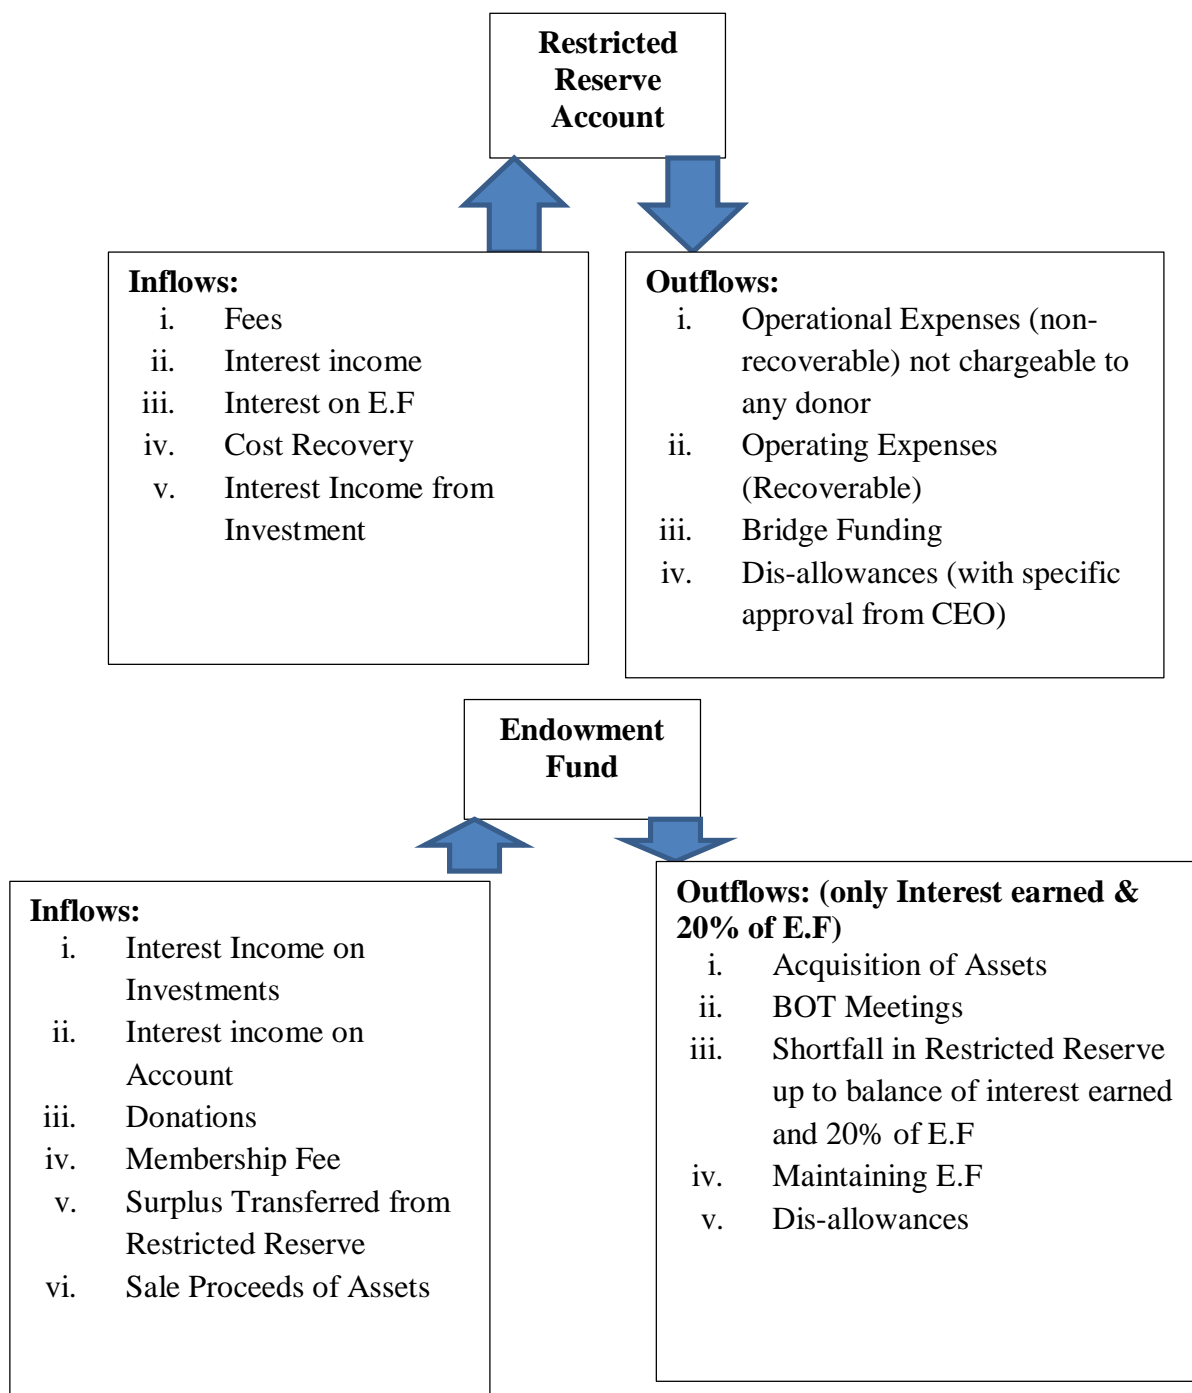 Restricted
Reserve
Account
Inflows:
i. Fees
ii. Interest income
iii. Interest on E.F
iv. Cost Recovery
v. Interest Income from
Investment
Outflows:
i. Operational Expenses (non-
recoverable) not chargeable to
any donor
ii. Operating Expenses
(Recoverable)
iii. Bridge Funding
iv. Dis-allowances (with specific
approval from CEO)
Endowment
Fund
Inflows:
i. Interest Income on
Investments
ii. Interest income on
Account
iii. Donations
iv. Membership Fee
v. Surplus Transferred from
Restricted Reserve
vi. Sale Proceeds of Assets
Outflows: (only Interest earned &
20% of E.F)
i. Acquisition of Assets
ii. BOT Meetings
iii. Shortfall in Restricted Reserve
up to balance of interest earned
and 20% of E.F
iv. Maintaining E.F
v. Dis-allowances